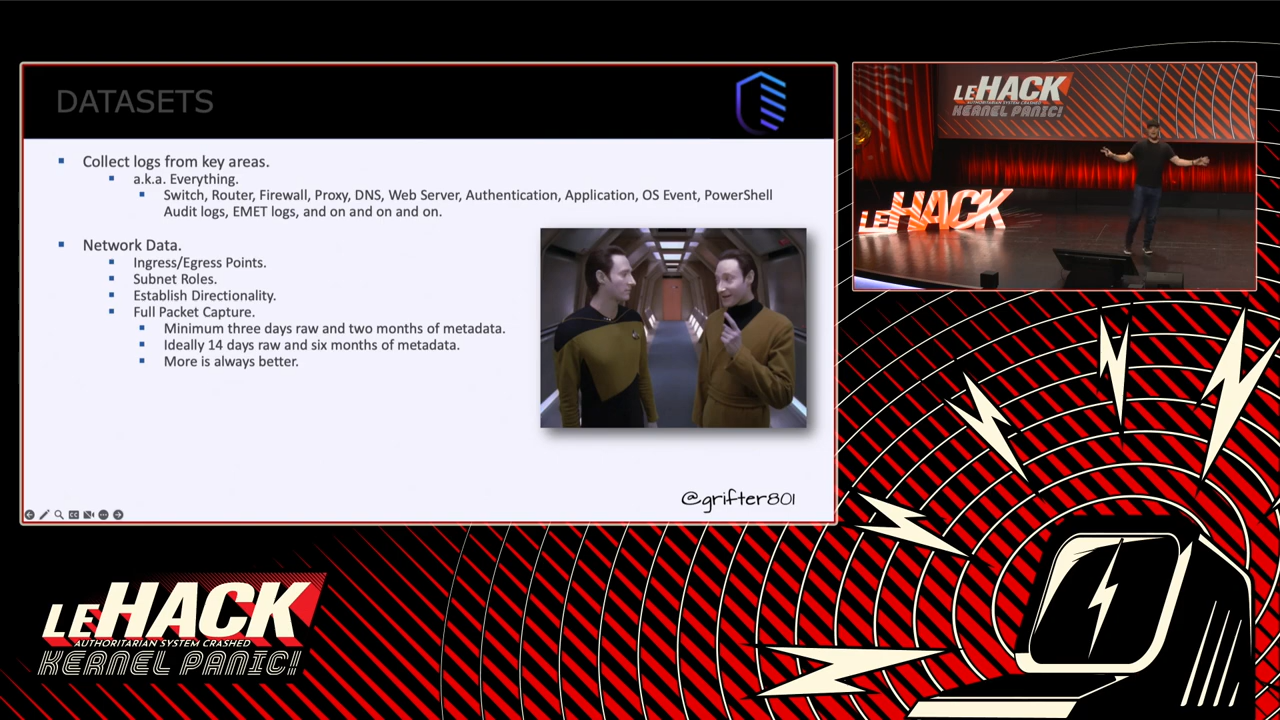 DATASETS
Collect logs from key areas.
a.k.a. Everything.
Switch, Router, Firewall, Proxy, DNS, Web Server, Authentication, Application, OS Event, PowerShell
Audit logs, EMET logs, and on and on and on.
Network Data.
Ingress/Egress Points.
Subnet Roles.
Establish Directionality.
Full Packet Capture.
Minimum three days raw and two months of metadata.
Ideally 14 days raw and six months of metadata.
More is always better.
@grifter801
LEHACK
AUTHORITARIAN SYSTEM CRASHED
KERNEL PANIC!
LEHACK
LEHACK
AUTHORITARIAN SYSTEM CRASHED
KERNEL PANIC!